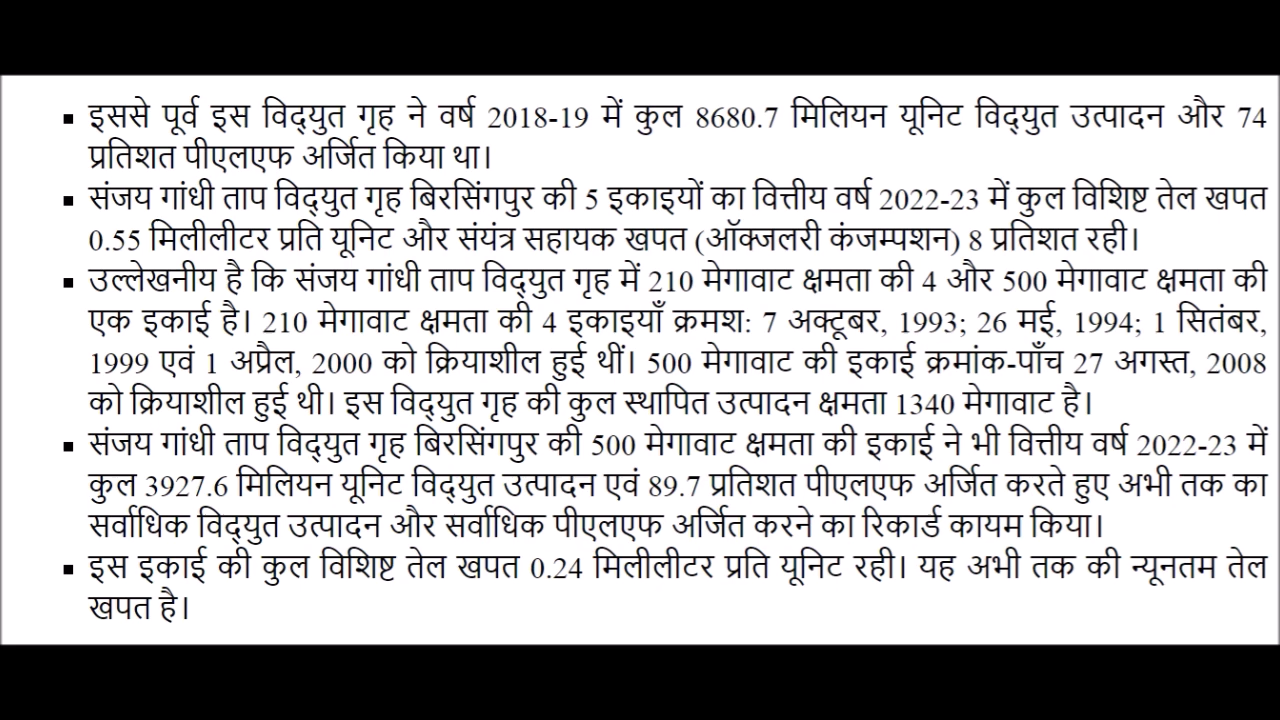 ▪ इससे पूर्व इस विद्युत गृह ने वर्ष 2018-19 में कुल 8680.7 मिलियन यूनिट विद्युत उत्पादन और 74
प्रतिशत पीएलएफ अर्जित किया था।
▪ संजय गांधी ताप विद्युत गृह बिरसिंगपुर की 5 इकाइयों का वित्तीय वर्ष 2022-23 में कुल विशिष्ट तेल खपत
0.55 मिलीलीटर प्रति यूनिट और संयंत्र सहायक खपत (ऑक्जलरी कंजम्पशन) 8 प्रतिशत रही।
▪ उल्लेखनीय है कि संजय गांधी ताप विद्युत गृह में 210 मेगावाट क्षमता की 4 और 500 मेगावाट क्षमता की
एक इकाई है। 210 मेगावाट क्षमता की 4 इकाइयाँ क्रमश: 7 अक्टूबर, 1993; 26 मई, 1994; 1 सितंबर,
1999 एवं 1 अप्रैल, 2000 को क्रियाशील हुई थीं। 500 मेगावाट की इकाई क्रमांक-पाँच 27 अगस्त, 2008
को क्रियाशील हुई थी। इस विद्युत गृह की कुल स्थापित उत्पादन क्षमता 1340 मेगावाट है।
▪ संजय गांधी ताप विद्युत गृह बिरसिंगपुर की 500 मेगावाट क्षमता की इकाई ने भी वित्तीय वर्ष 2022-23 में
कुल 3927.6 मिलियन यूनिट विद्युत उत्पादन एवं 89.7 प्रतिशत पीएलएफ अर्जित करते हुए अभी तक का
सर्वाधिक विद्युत उत्पादन और सर्वाधिक पीएलएफ अर्जित करने का रिकार्ड कायम किया।
▪ इस इकाई की कुल विशिष्ट तेल खपत 0.24 मिलीलीटर प्रति यूनिट रही। यह अभी तक की न्यूनतम तेल
खपत है।